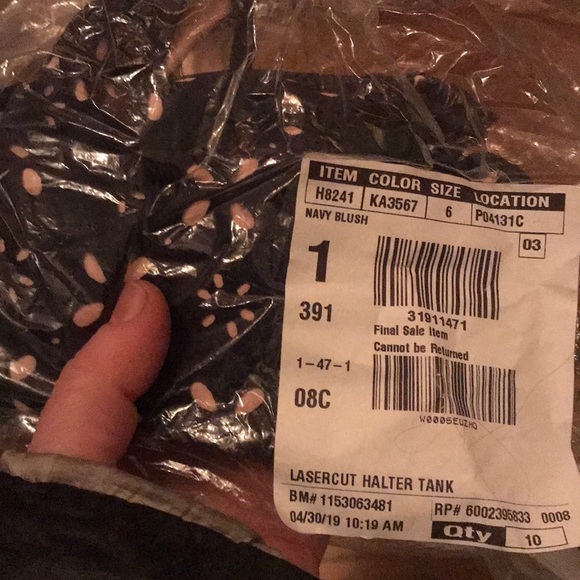 ITEM COLOR SIZE LOCATION
H8241 KA3567 6 P04131C
NAVY BLUSH
03
1
391
31911471
Final Sale Item
Cannot be Returned
1-47-1
08C
W0005EUZHQ
LASERCUT HALTER TANK
BM# 1153063481
RP# 6002395833 0008
04/30/19 10:19 AM
Qty 10